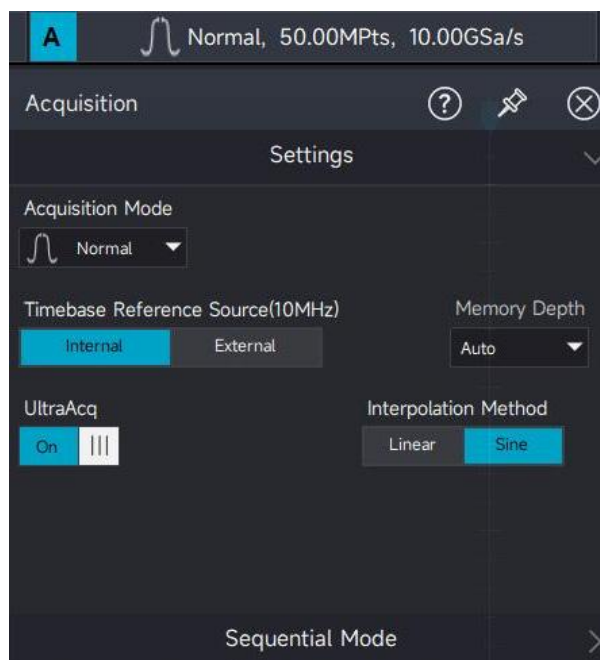 A Normal, 50.00MPts, 10.00GSa/s
Acquisition
Settings
Acquisition Mode
Normal
Timebase Reference Source(10MHz) Memory Depth
Internal External Auto
UltraAcq Interpolation Method
On Linear Sine
Sequential Mode